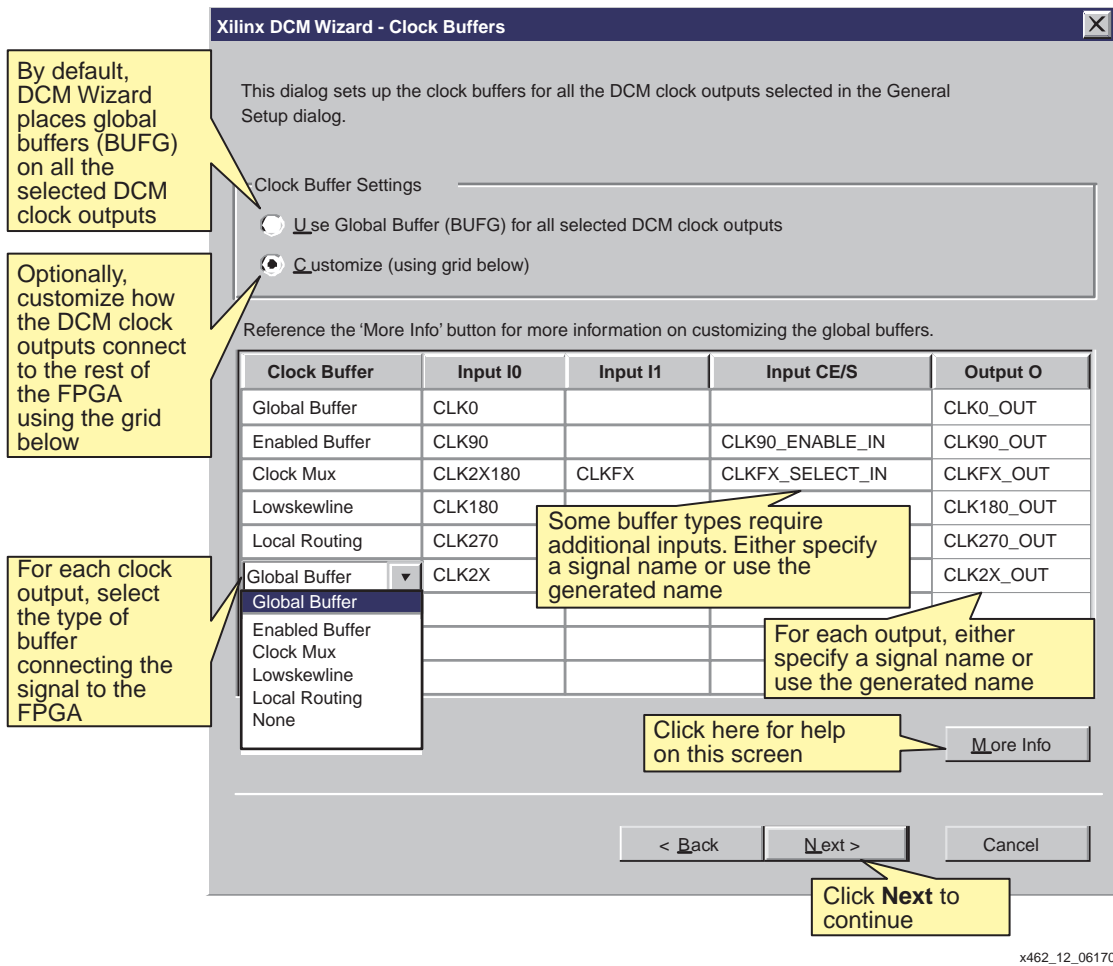 Xilinx DCM Wizard - Clock Buffers
By default,
DCM Wizard
places global
buffers (BUFG)
on all the
selected DCM
clock outputs
This dialog sets up the clock buffers for all the DCM clock outputs selected in the General
Setup dialog.
Clock Buffer Settings
Use Global Buffer (BUFG) for all selected DCM clock outputs
Customize (using grid below)
Optionally,
customize how
the DCM clock
outputs connect
to the rest of
the FPGA
using the grid
below
Reference the ‘More Info’ button for more information on customizing the global buffers.
Clock Buffer Input I0 Input I1 Input CE/S Output O
Global Buffer CLK0 CLK0_OUT
Enabled Buffer CLK90 CLK90_ENABLE_IN CLK90_OUT
Clock Mux CLK2X180 CLKFX CLKFX_SELECT_IN CLKFX_OUT
Lowskewline CLK180 CLK180_OUT
Local Routing CLK270 CLK270_OUT
Global Buffer CLK2X CLK2X_OUT
Some buffer types require
additional inputs. Either specify
a signal name or use the
generated name
For each clock
output, select
the type of
buffer
connecting the
signal to the
FPGA
Global Buffer
Enabled Buffer
Clock Mux
Lowskewline
Local Routing
None
For each output, either
specify a signal name or
use the generated name
Click here for help
on this screen
More Info
< Back Next > Cancel
Click Next to
continue
x462_12_06170